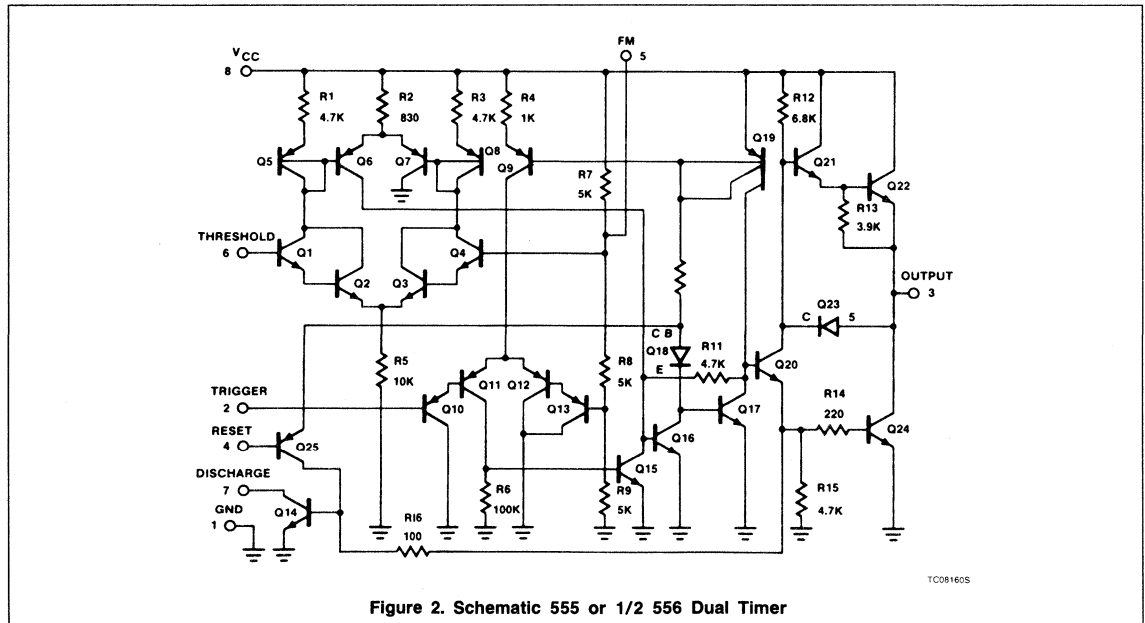 FM
5
V CC
8
R1
4.7K
R2
830
R3
4.7K
R4
1K
R12
6.8K
Q5
Q6
Q7
Q8
Q9
Q19
Q21
Q22
R7
5K
R13
3.9K
THRESHOLD
6
Q1
Q2
Q3
Q4
OUTPUT
3
Q23
C
5
C B
Q18
E
R11
4.7K
Q20
R5
10K
R8
5K
TRIGGER
2
Q10
Q11
Q12
Q13
Q17
R14
220
Q24
RESET
4
Q25
Q16
Q15
DISCHARGE
7
Q14
R6
100K
R9
5K
R15
4.7K
GND
1
R16
100
TC08160S
Figure 2. Schematic 555 or 1/2 556 Dual Timer